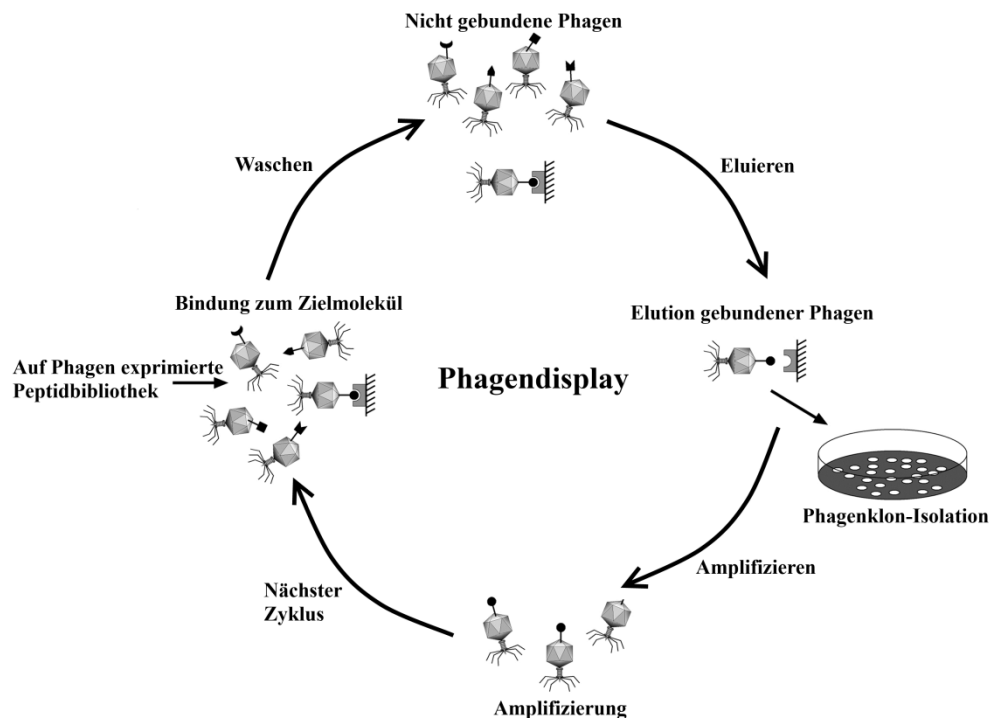 Nicht gebundene Phagen
Waschen
Eluieren
Bindung zum Zielmolekül
Elution gebundener Phagen
Auf Phagen exprimierte
Peptidbibliothek
Phagendisplay
Phagenklon-Isolation
Amplifizieren
Nächster
Zyklus
Amplifizierung